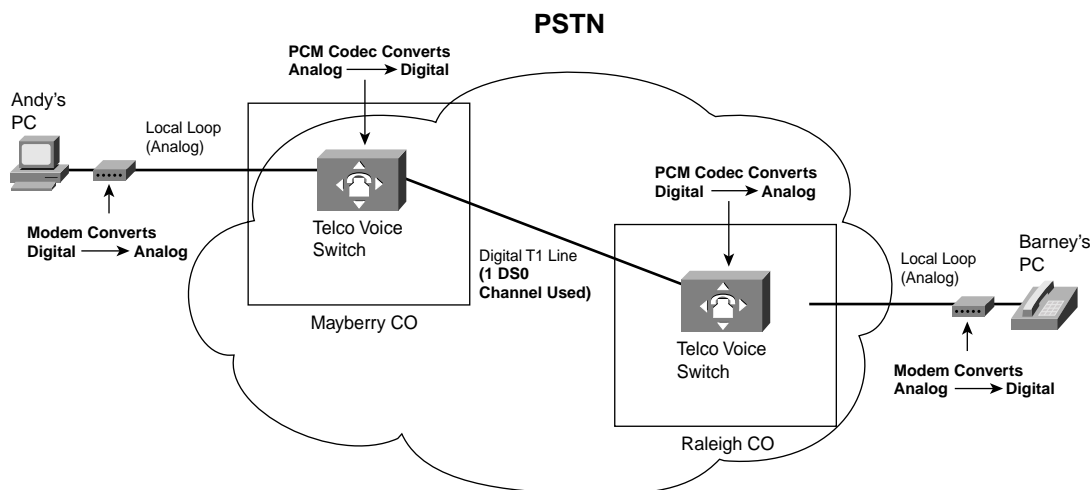 PSTN
PCM Codec Converts
Analog → Digital
Andy's
PC
Local Loop
(Analog)
Modem Converts
Digital → Analog
Telco Voice
Switch
Mayberry CO
Digital T1 Line
(1 DS0
Channel Used)
PCM Codec Converts
Digital → Analog
Telco Voice
Switch
Raleigh CO
Local Loop
(Analog)
Barney's
PC
Modem Converts
Analog → Digital